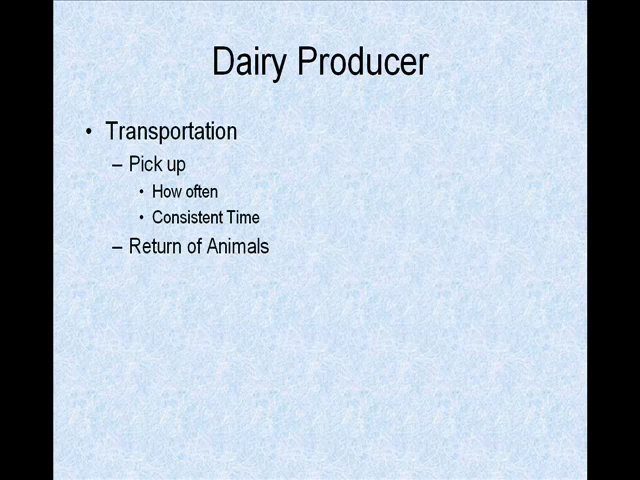 Dairy Producer
• Transportation
– Pick up
• How often
• Consistent Time
– Return of Animals